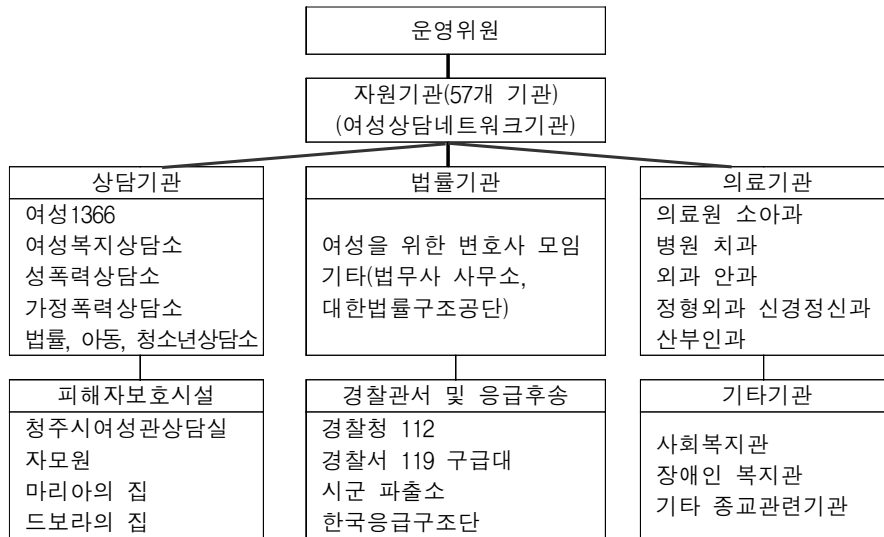 운영위원
자원기관(57개 기관)
(여성상담네트워크기관)
상담기관
여성1366
여성복지상담소
성폭력상담소
가정폭력상담소
법률, 아동, 청소년상담소
법률기관
여성을 위한 변호사 모임
기타(법무사 사무소,
대한법률구조공단)
의료기관
의료원 소아과
병원 치과
외과 안과
정형외과 신경정신과
산부인과
피해자보호시설
청주시여성관상담실
자모원
마리아의 집
드보라의 집
경찰관서 및 응급후송
경찰청 112
경찰서 119 구급대
시군 파출소
한국응급구조단
기타기관
사회복지관
장애인 복지관
기타 종교관련기관